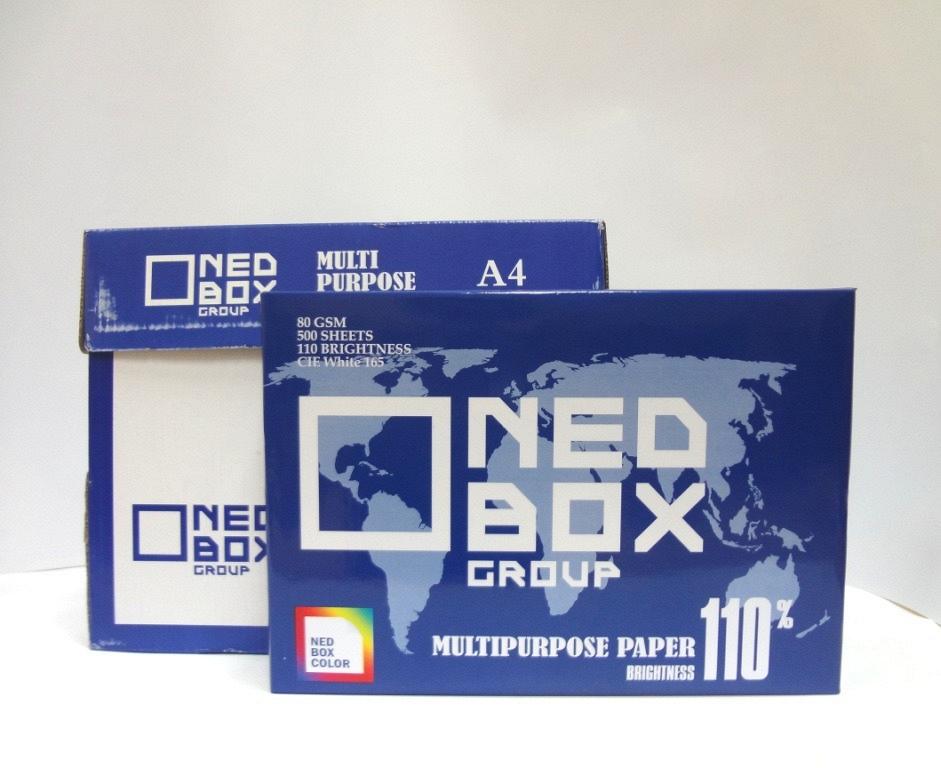 NED
BOX
GROUP
MULTI
PURPOSE
A4
80 GSM
500 SHEETS
110 BRIGHTNESS
CIE White 165
NED
BOX
GROUP
NED
BOX
GROUP
NED
BOX
COLOR
MULTIPURPOSE PAPER
BRIGHTNESS
110%